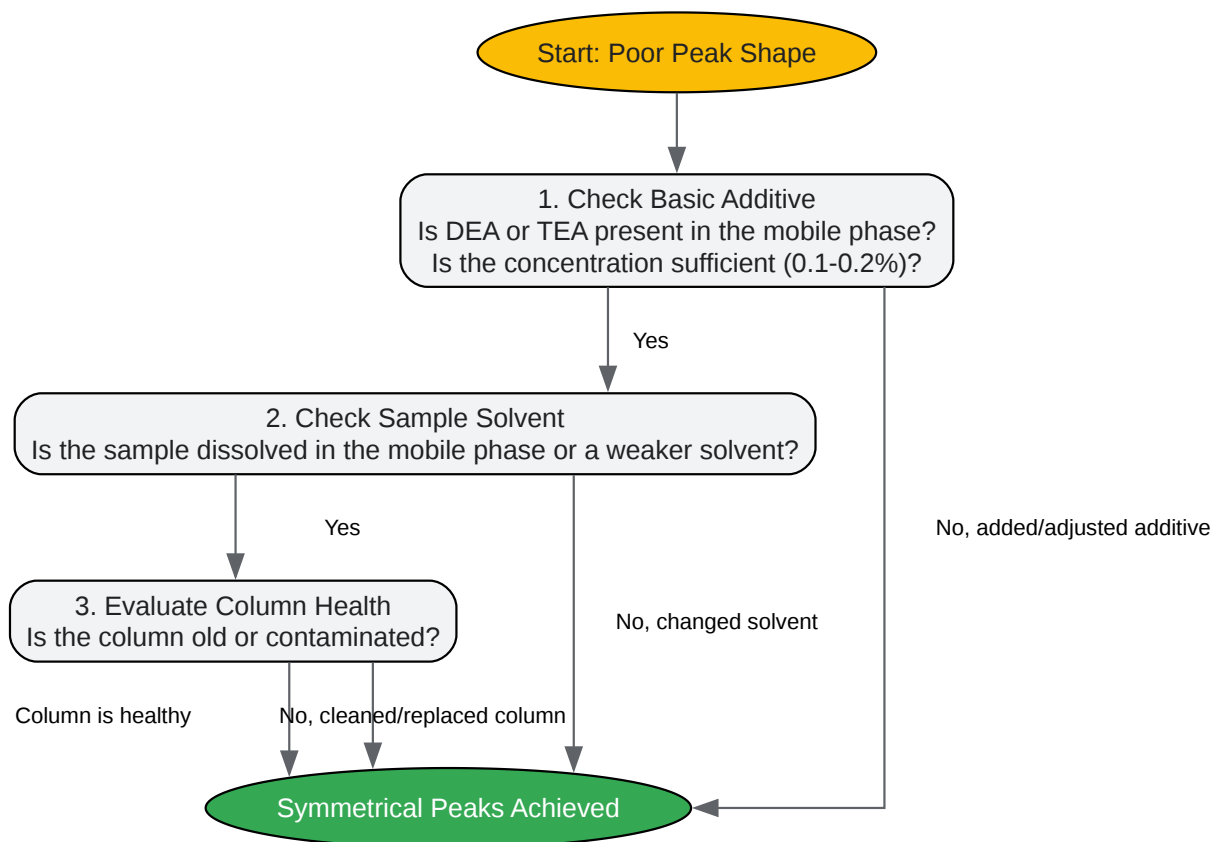 Start: Poor Peak Shape
1. Check Basic Additive
Is DEA or TEA present in the mobile phase?
Is the concentration sufficient (0.1-0.2%)?
Yes
2. Check Sample Solvent
Is the sample dissolved in the mobile phase or a weaker solvent?
Yes
No, added/adjusted additive
3. Evaluate Column Health
Is the column old or contaminated?
No, changed solvent
Column is healthy
No, cleaned/replaced column
Symmetrical Peaks Achieved